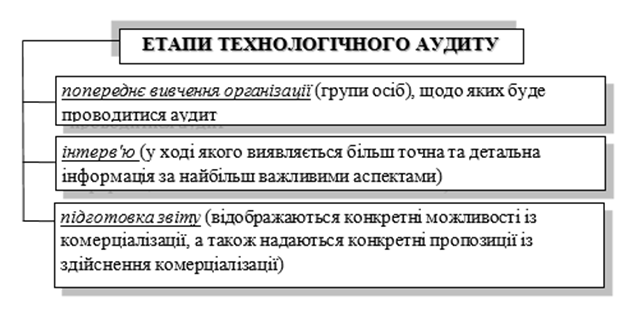 ЕТАПИ ТЕХНОЛОГІЧНОГО АУДИТУ
попереднє вивчення організації (групи осіб), щодо яких буде
проводитися аудит
інтерв'ю (у ході якого виявляється більш точна та детальна
інформація за найбільш важливими аспектами)
підготовка звіту (відображаються конкретні можливості із
комерціалізації, а також надаються конкретні пропозиції із
здійснення комерціалізації)